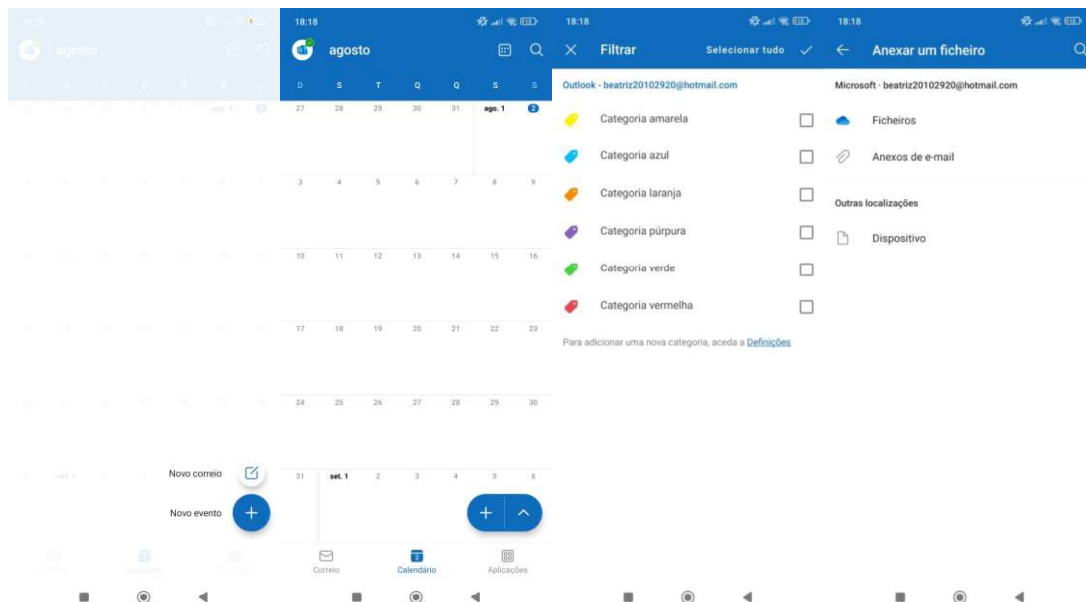 agosto
ago. 1
set. 1
Novo correio
Novo evento
18:18
agosto
D S T Q Q S S
27 28 29 30 31 ago. 1 2
3 4 5 6 7 8 9
10 11 12 13 14 15 16
17 18 19 20 21 22 23
24 25 26 27 28 29 30
31 set. 1 2 3 4 5 6
Correio Calendário Aplicações
18:18
Filtrar Selecionar tudo
Outlook - beatriz20102920@hotmail.com
Categoria amarela
Categoria azul
Categoria laranja
Categoria púrpura
Categoria verde
Categoria vermelha
Para adicionar uma nova categoria, aceda a Definições
18:18
Anexar um ficheiro
Microsoft · beatriz20102920@hotmail.com
Ficheiros
Anexos de e-mail
Outras localizações
Dispositivo